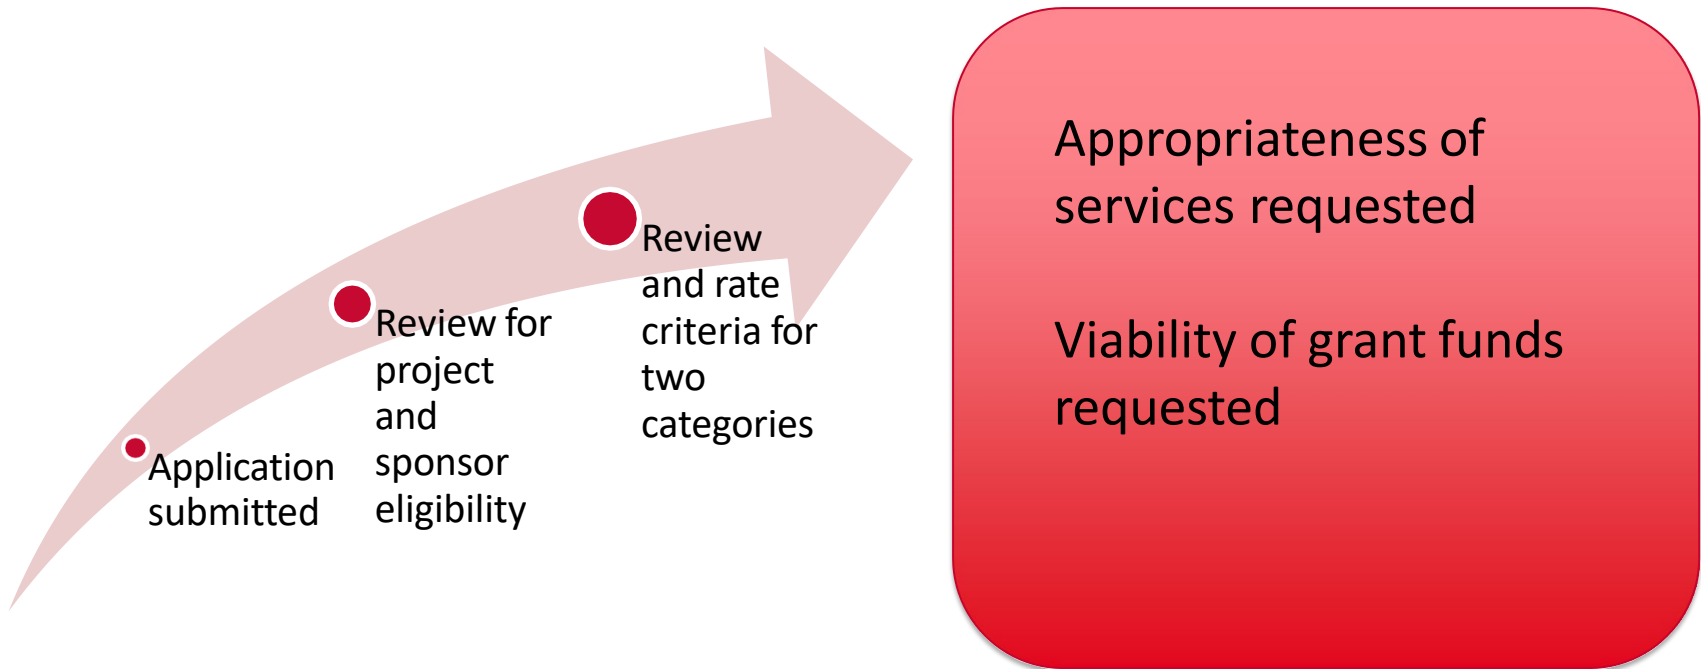 Application
submitted
Review for
project
and
sponsor
eligibility
Review
and rate
criteria for
two
categories
Appropriateness of
services requested
Viability of grant funds
requested